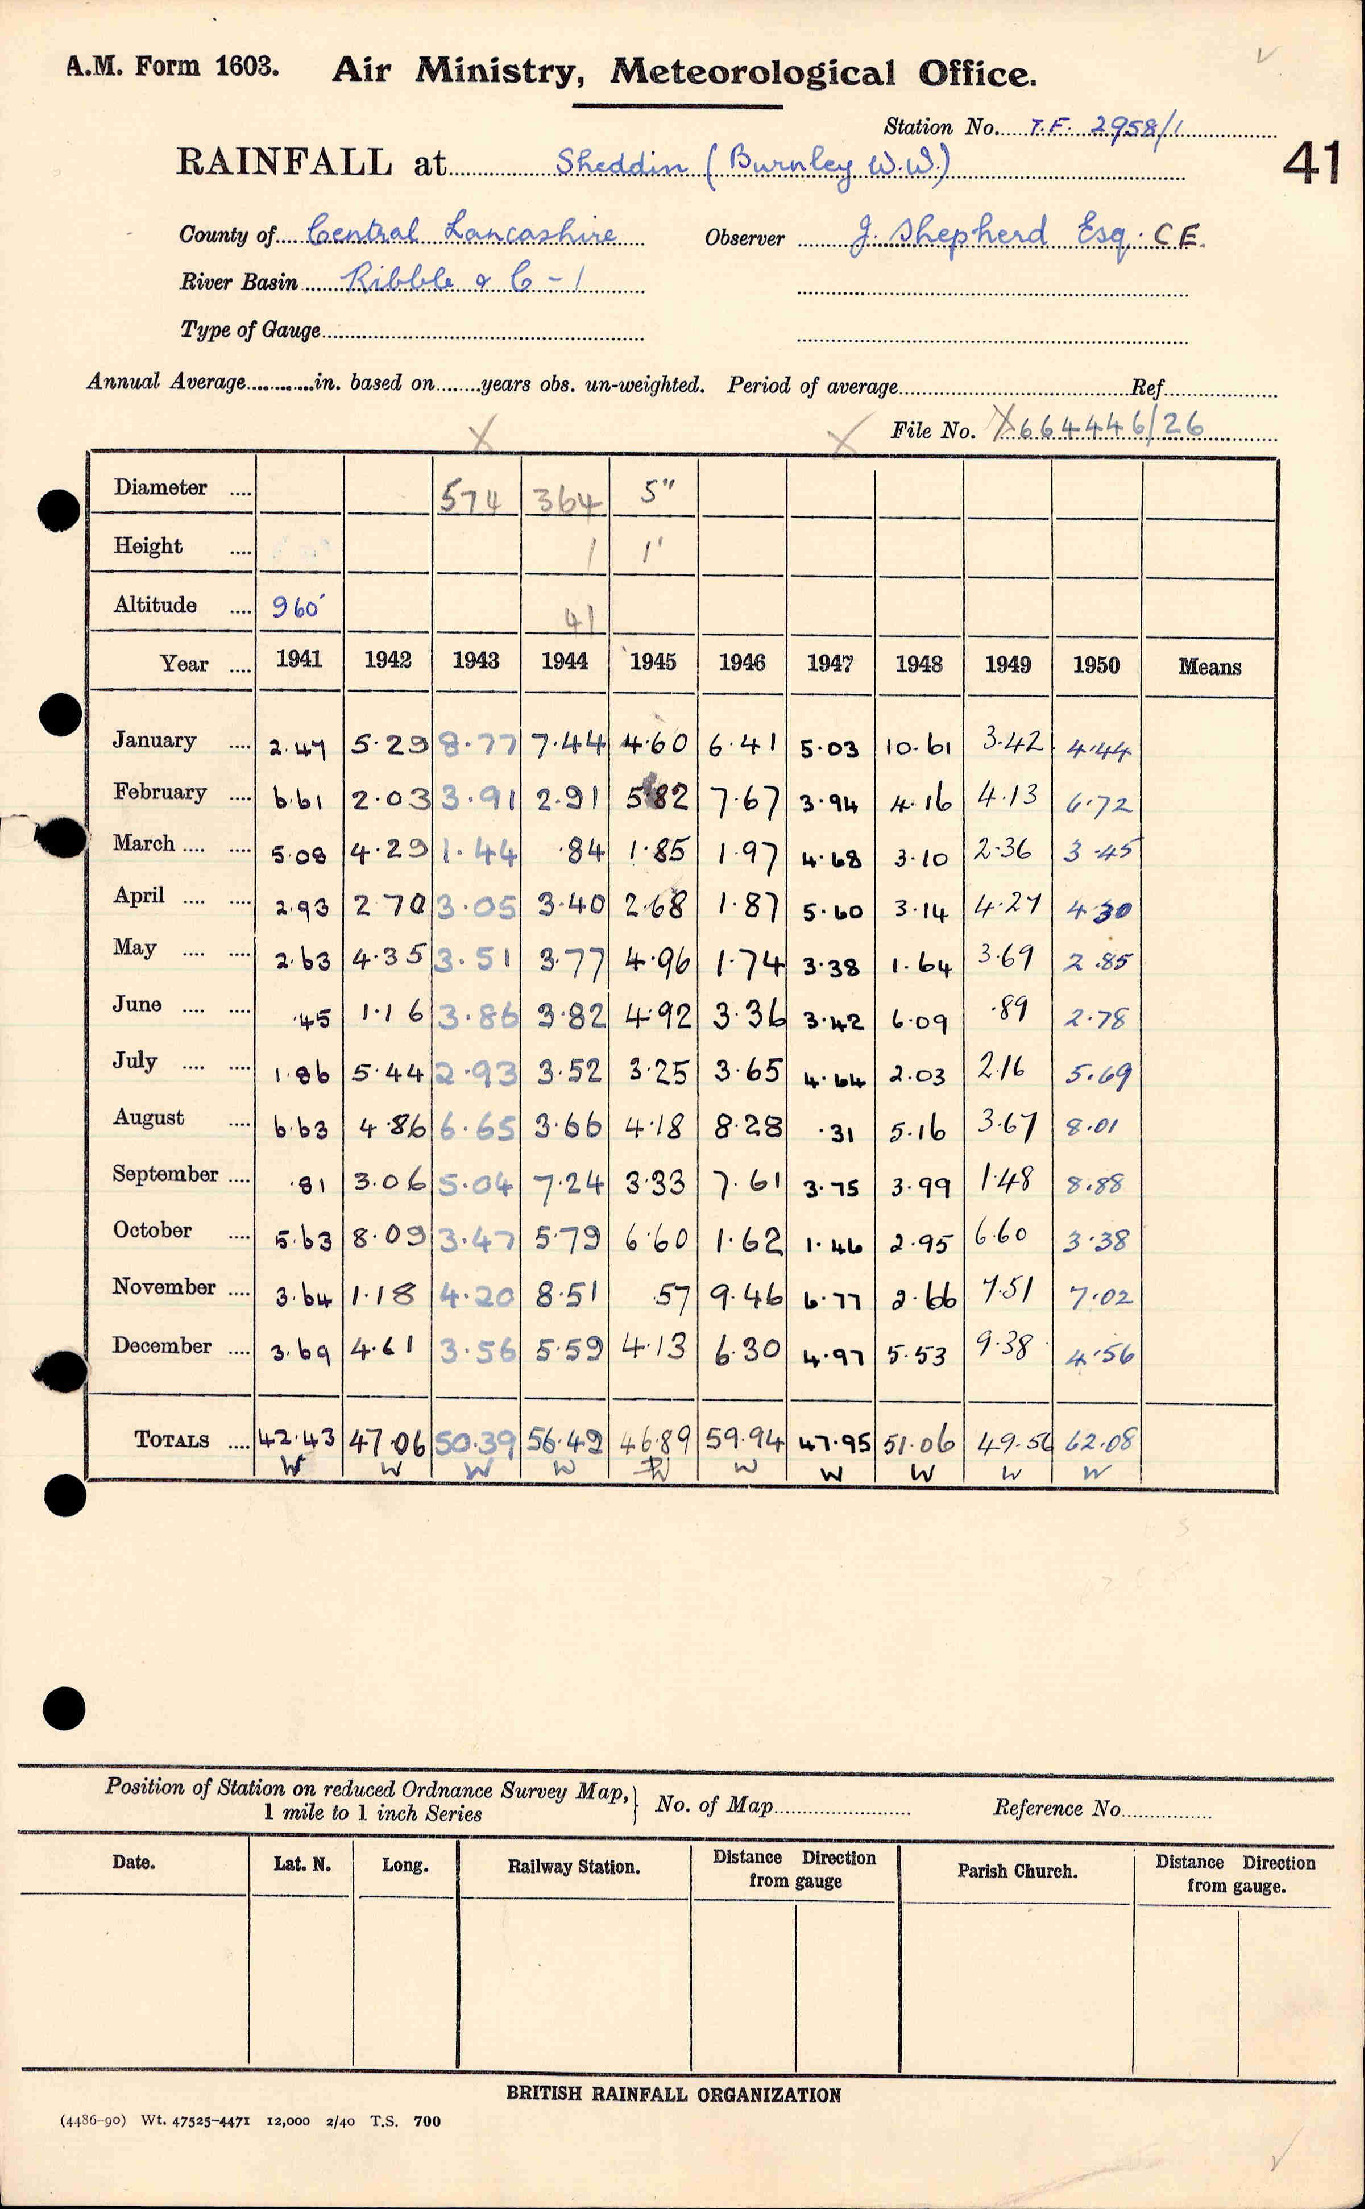 A.M. Form 1603. Air Ministry, Meteorological Office.
Station No. T.F. 2958/1
41
RAINFALL at Sheddin (Burnley W.W.)
County of Central Lancashire Observer J. Shepherd Esq. C E.
River Basin Ribble & C - 1
Type of Gauge
Annual Average in. based on years obs. un-weighted. Period of average Ref
File No. X664446/26
X X
Diameter 574 364 5"
Height 1 1'
Altitude 960' 41
Year 1941 1942 1943 1944 1945 1946 1947 1948 1949 1950 Means
January 2.47 5.29 8.77 7.44 4.60 6.41 5.03 10.61 3.42 4.44
February 6.61 2.03 3.91 2.91 5.82 7.67 3.94 4.16 4.13 6.72
March 5.08 4.29 1.44 .84 1.85 1.97 4.68 3.10 2.36 3.45
April 2.93 2.70 3.05 3.40 2.68 1.87 5.60 3.14 4.27 4.30
May 2.63 4.35 3.51 3.77 4.96 1.74 3.38 1.64 3.69 2.85
June .45 1.16 3.86 3.82 4.92 3.36 3.42 6.09 .89 2.78
July 1.86 5.44 2.93 3.52 3.25 3.65 4.64 2.03 2.16 5.69
August 6.63 4.86 6.65 3.66 4.18 8.28 .31 5.16 3.67 8.01
September .81 3.06 5.04 7.24 3.33 7.61 3.75 3.99 1.48 8.88
October 5.63 8.09 3.47 5.79 6.60 1.62 1.46 2.95 6.60 3.38
November 3.64 1.18 4.20 8.51 .57 9.46 6.77 2.66 7.51 7.02
December 3.69 4.61 3.56 5.59 4.13 6.30 4.97 5.53 9.38 4.56
TOTALS 42.43 47.06 50.39 56.49 46.89 59.94 47.95 51.06 49.56 62.08
W W W W W W W W W W
Position of Station on reduced Ordnance Survey Map,
1 mile to 1 inch Series } No. of Map Reference No.
Date. Lat. N. Long. Railway Station. Distance from gauge Direction Parish Church. Distance from gauge. Direction
BRITISH RAINFALL ORGANIZATION
(4486-90) Wt. 47525-4471 12,000 2/40 T.S. 700